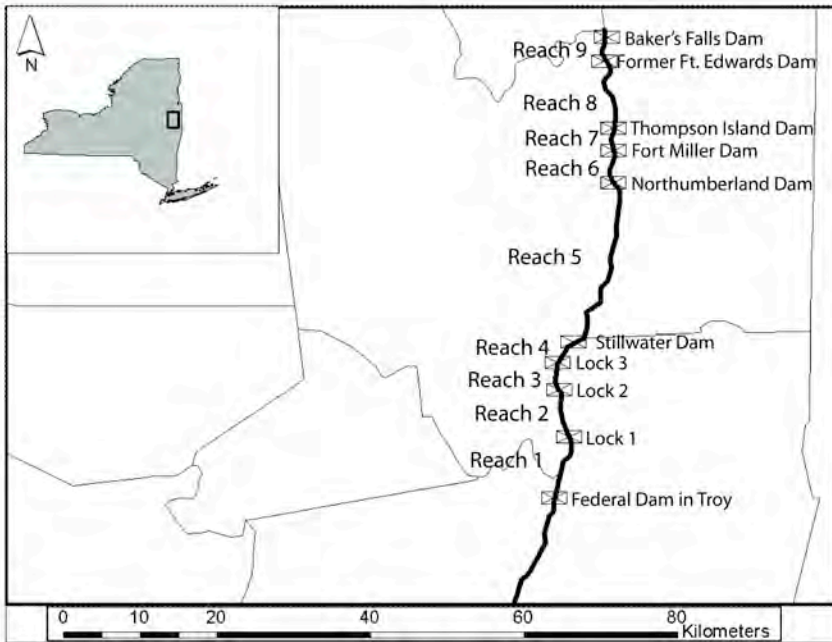 N
Baker's Falls Dam
Reach 9
Former Ft. Edwards Dam
Reach 8
Thompson Island Dam
Reach 7
Fort Miller Dam
Reach 6
Northumberland Dam
Reach 5
Stillwater Dam
Reach 4
Lock 3
Reach 3
Lock 2
Reach 2
Lock 1
Reach 1
Federal Dam in Troy
0 10 20 40 60 80
Kilometers